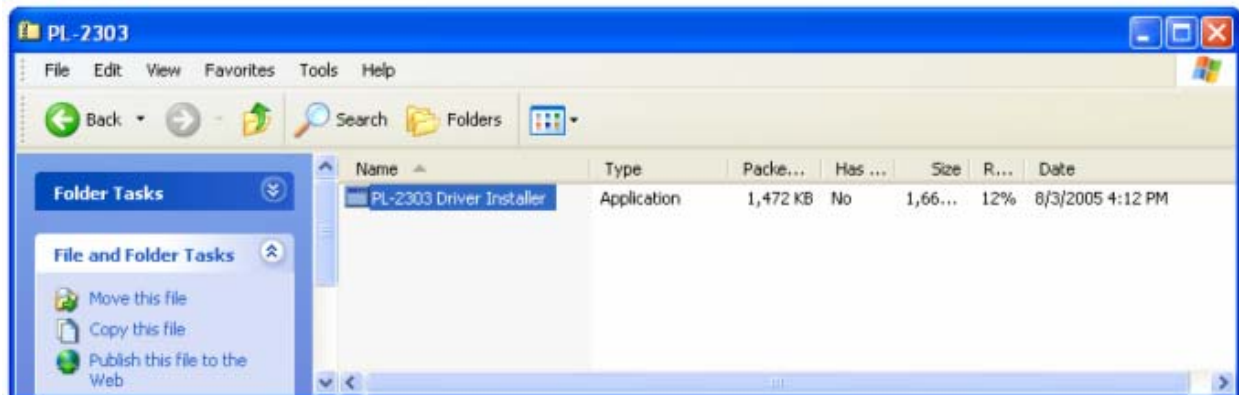 PL-2303
File Edit View Favorites Tools Help
Back Search Folders
Name Type Packe... Has ... Size R... Date
Folder Tasks
PL-2303 Driver Installer Application 1,472 KB No 1,66... 12% 8/3/2005 4:12 PM
File and Folder Tasks
Move this file
Copy this file
Publish this file to the
Web